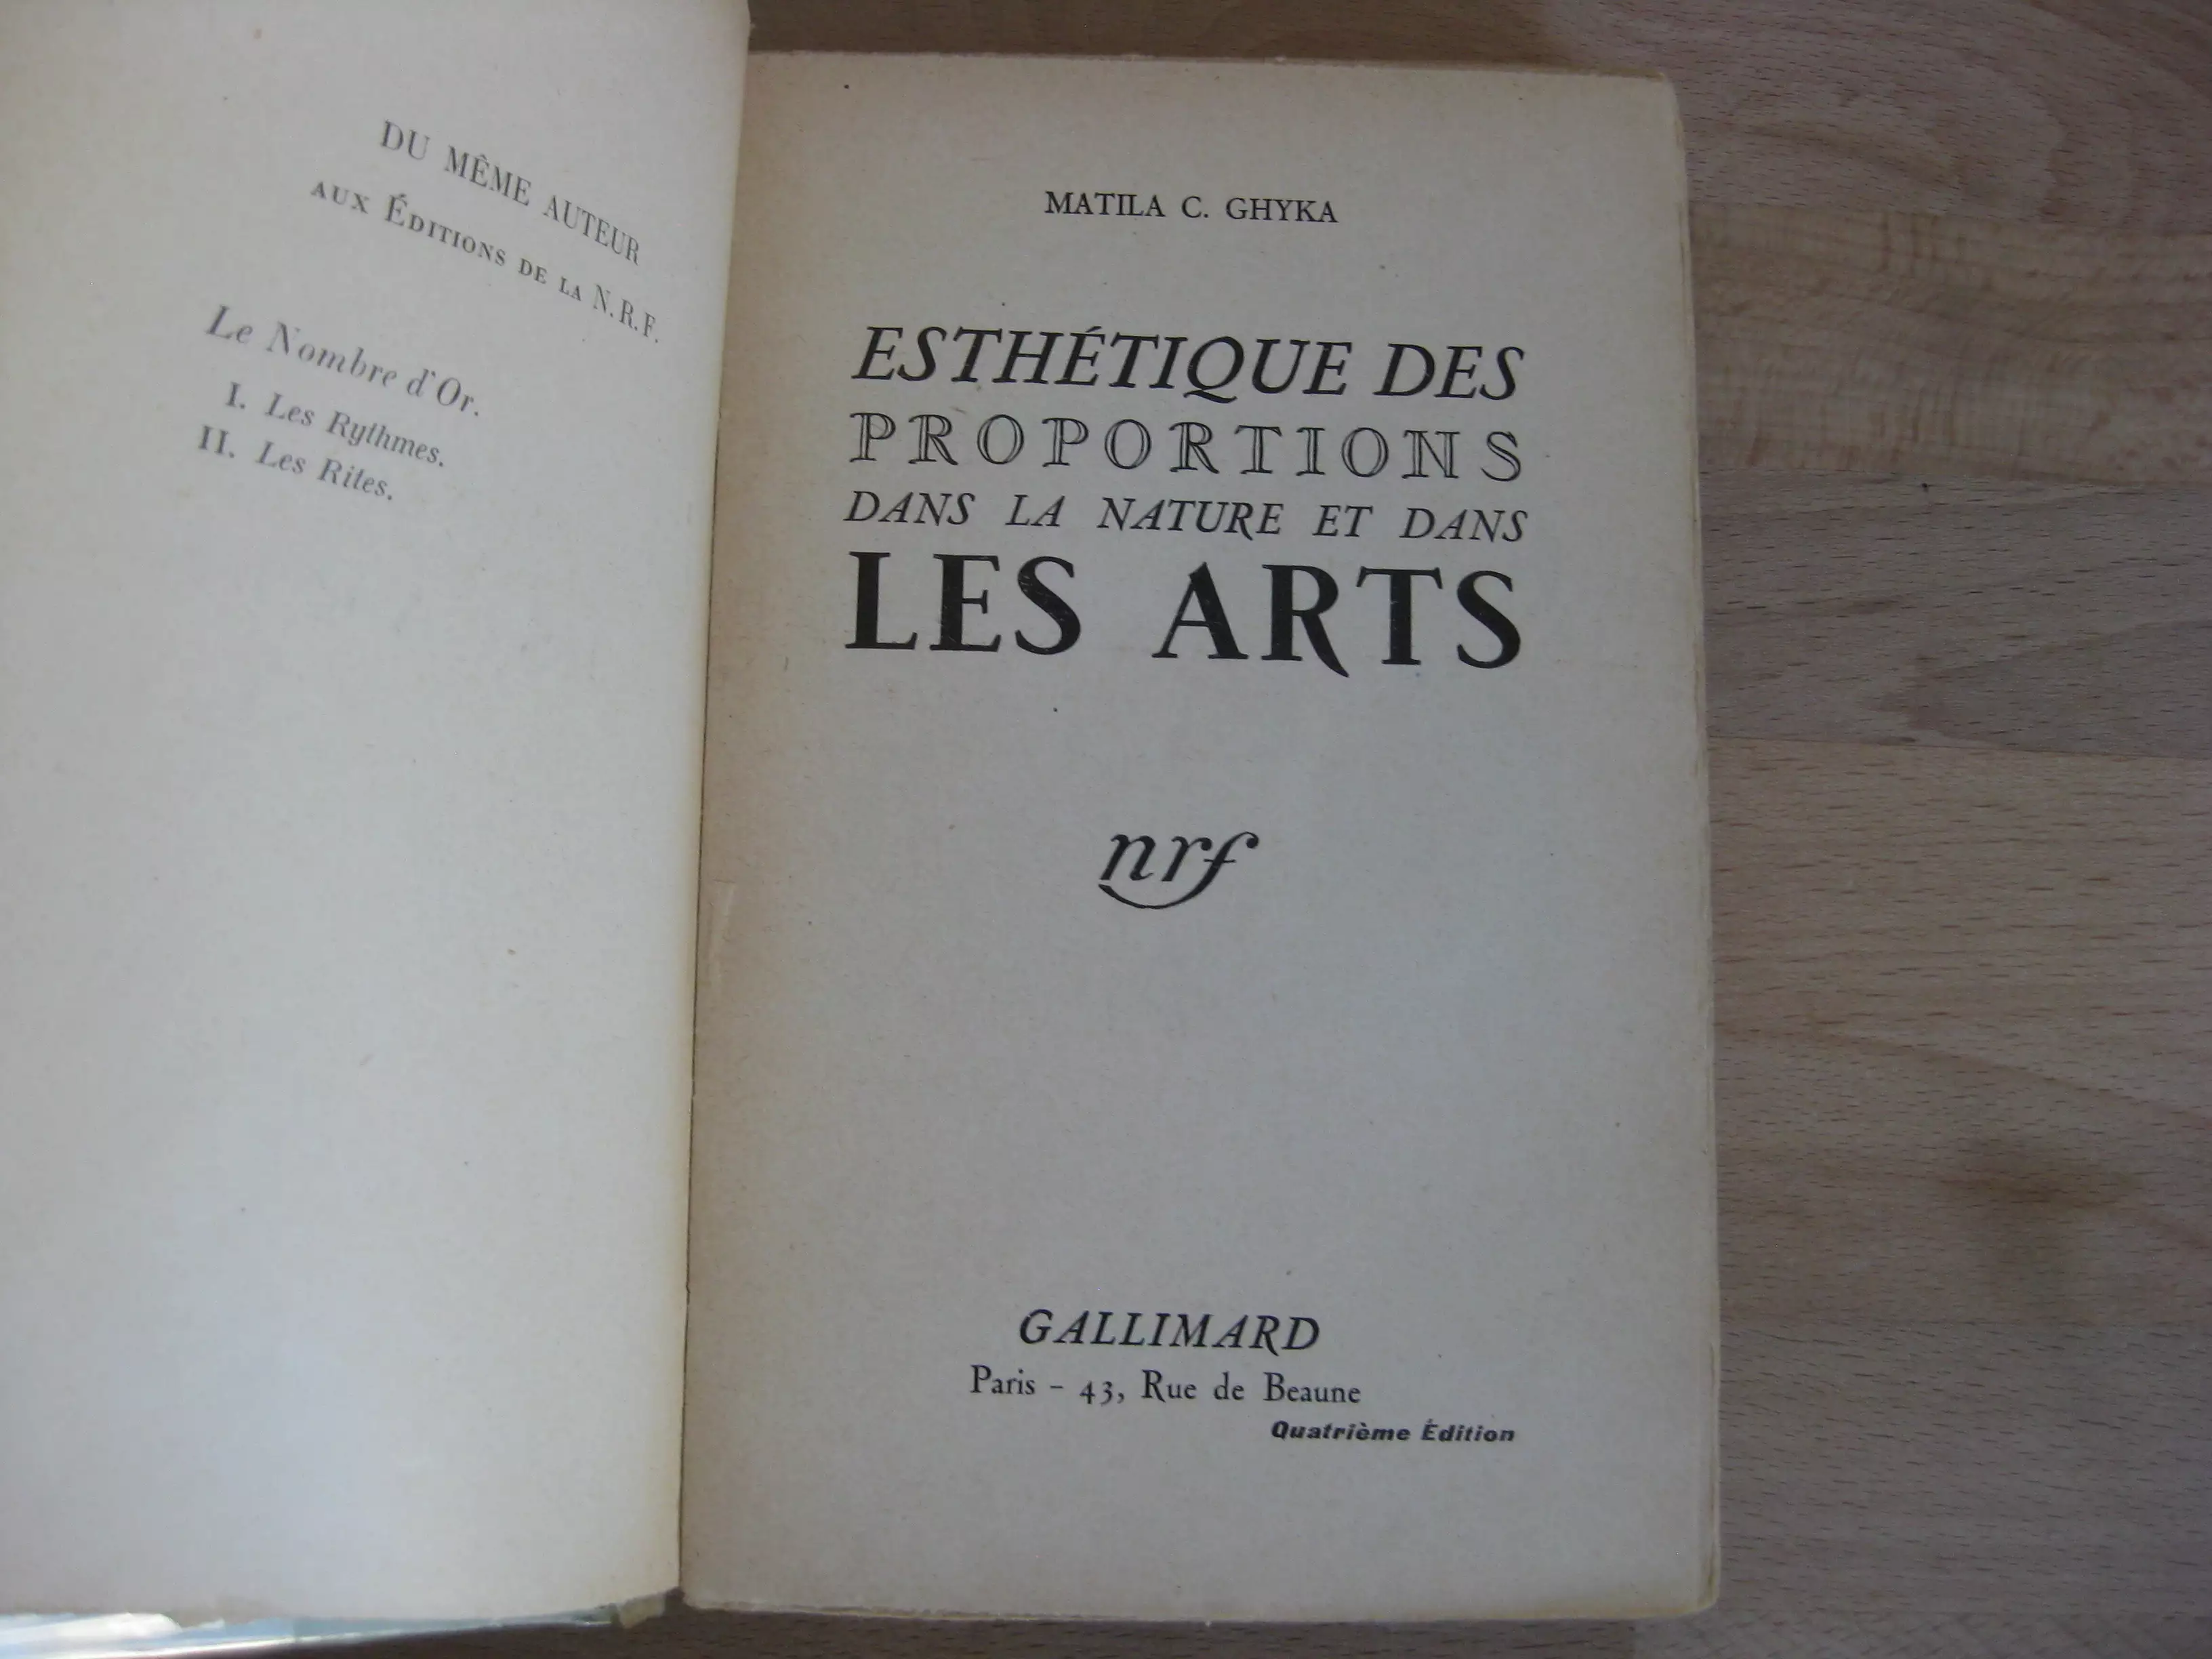 DU MÊME AUTEUR
AUX ÉDITIONS DE LA N.R.F.
Le Nombre d'Or.
I. Les Rythmes.
II. Les Rites.
MATILA C. GHYKA
ESTHÉTIQUE DES
PROPORTIONS
DANS LA NATURE ET DANS
LES ARTS
nrf
GALLIMARD
Paris - 43, Rue de Beaune
Quatrième Édition